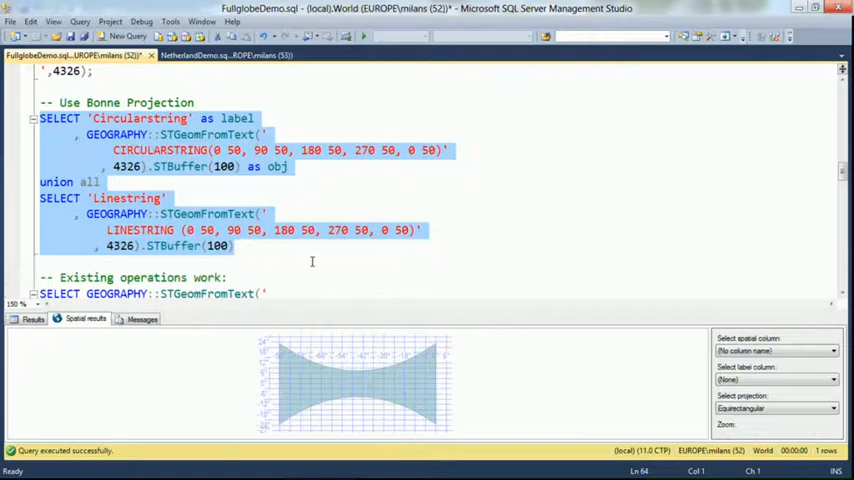 FullglobeDemo.sql - (local).World (EUROPE\milans (52))* - Microsoft SQL Server Management Studio
File Edit Query Project Debug Tools Window Help
New Query
FullglobeDemo.sql...UROPE\milans (52))* NetherlandDemo.sq...ROPE\milans (53))
',4326);
-- Use Bonne Projection
SELECT 'Circularstring' as label
, GEOGRAPHY::STGeomFromText('
CIRCULARSTRING(0 50, 90 50, 180 50, 270 50, 0 50)'
, 4326).STBuffer(100) as obj
union all
SELECT 'Linestring'
, GEOGRAPHY::STGeomFromText('
LINESTRING (0 50, 90 50, 180 50, 270 50, 0 50)'
, 4326).STBuffer(100)
-- Existing operations work:
SELECT GEOGRAPHY::STGeomFromText('
150 %
Results Spatial results Messages
Select spatial column:
(No column name)
Select label column:
(None)
Select projection:
Equirectangular
Zoom:
Query executed successfully. (local) (11.0 CTP) EUROPE\milans (52) World 00:00:00 1 rows
Ready Ln 64 Col 1 Ch 1 INS